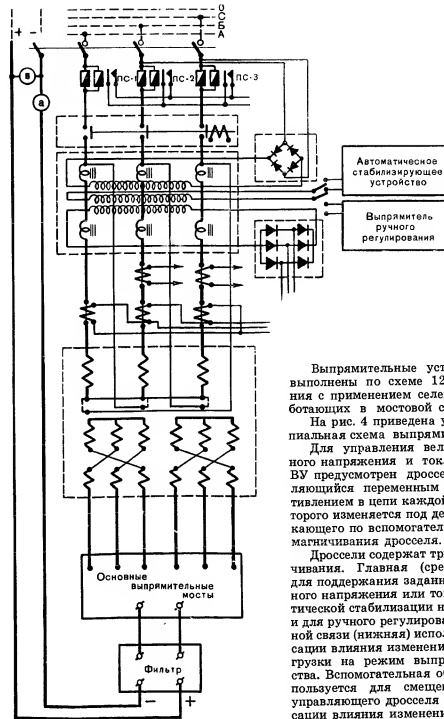 О
С
Б
А
+ -
В
а
ПС-1
ПС-2
ПС-3
Автоматическое
стабилизирующее
устройство
Выпрямитель
ручного
регулирования
Основные
выпрямительные
мосты
Фильтр
- +
Выпрямительные уст
выполнены по схеме 12
ния с применением селе
ботающих в мостовой с
На рис. 4 приведена у
пиальная схема выпрями
Для управления вел
ного напряжения и тока
ВУ предусмотрен дроссе
ляющийся переменным
тивлением в цепи каждой
торого изменяется под де
кающего по вспомогател
магничивания дросселя.
Дроссели содержат тр
чивания. Главная (сре
для поддержания заданн
ного напряжения или то
тической стабилизации н
и для ручного регулирова
ной связи (нижняя) испол
сации влияния изменени
грузки на режим выпр
ства. Вспомогательная о
пользуется для смещен
управляющего дросселя
сации влияния изменени